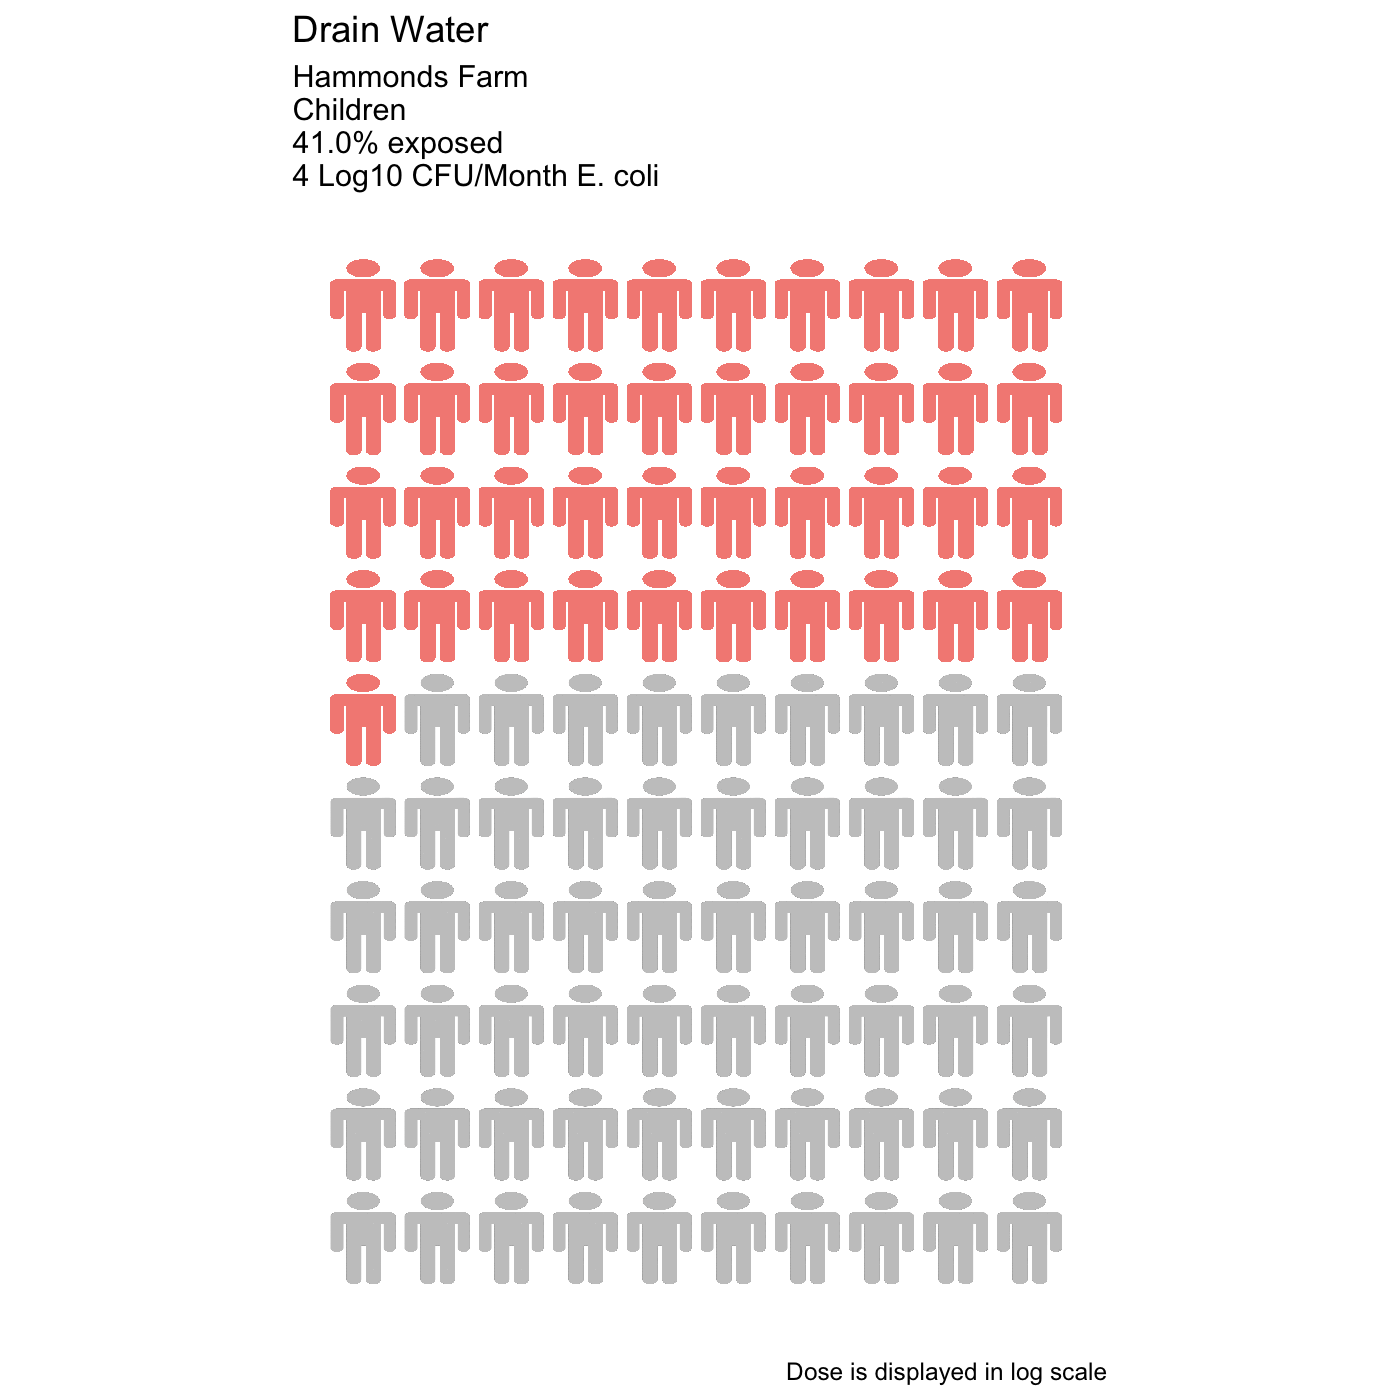 Drain Water
Hammonds Farm
Children
41.0% exposed
4 Log10 CFU/Month E. coli
Dose is displayed in log scale